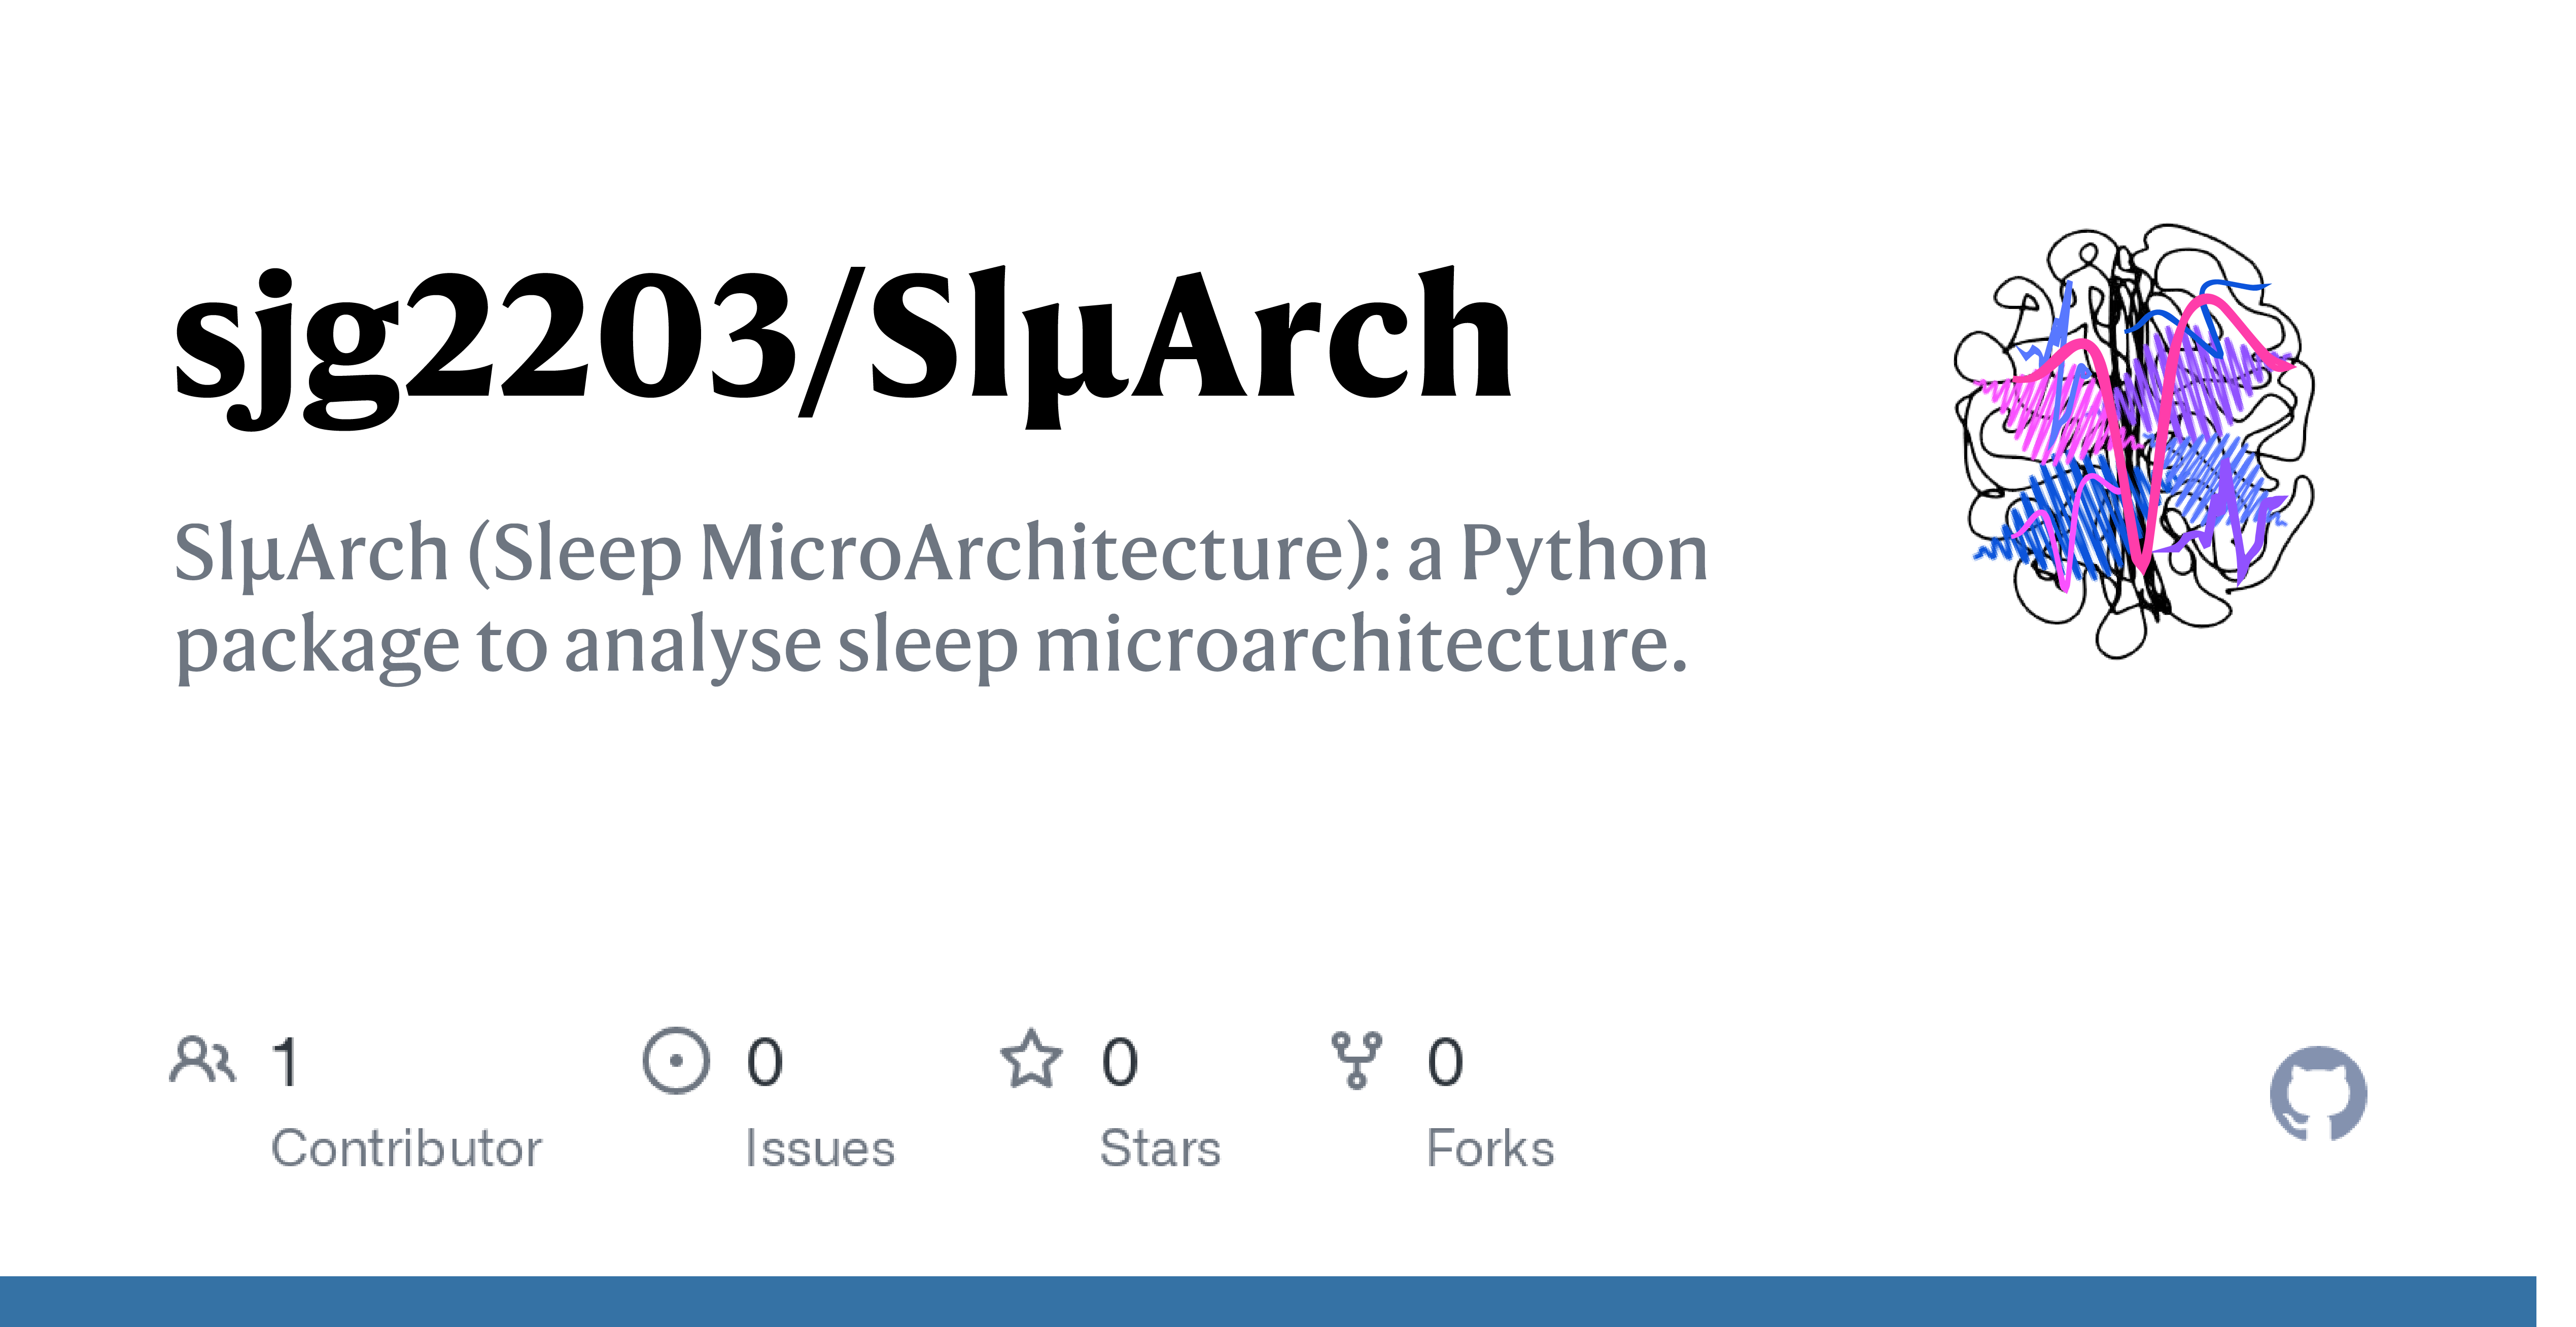 sjg2203/SlµArch
SlµArch (Sleep MicroArchitecture): a Python
package to analyse sleep microarchitecture.
1
Contributor
0
Issues
0
Stars
0
Forks